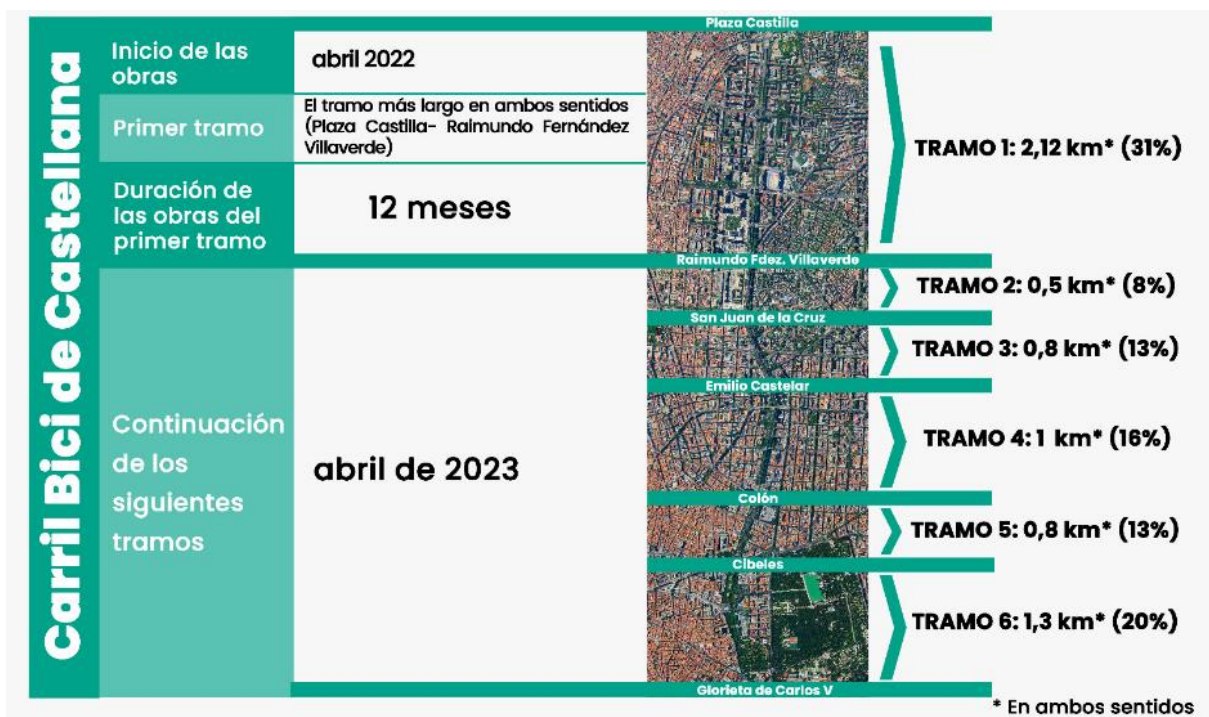 Carril Bici de Castellana
Inicio de las
obras
abril 2022
Primer tramo
El tramo más largo en ambos sentidos
(Plaza Castilla- Raimundo Fernández
Villaverde)
Duración de
las obras del
primer tramo
12 meses
Continuación
de los
siguientes
tramos
abril de 2023
Plaza Castilla
TRAMO 1: 2,12 km* (31%)
Raimundo Fdez. Villaverde
TRAMO 2: 0,5 km* (8%)
San Juan de la Cruz
TRAMO 3: 0,8 km* (13%)
Emilio Castelar
TRAMO 4: 1 km* (16%)
Colón
TRAMO 5: 0,8 km* (13%)
Cibeles
TRAMO 6: 1,3 km* (20%)
Glorieta de Carlos V
* En ambos sentidos